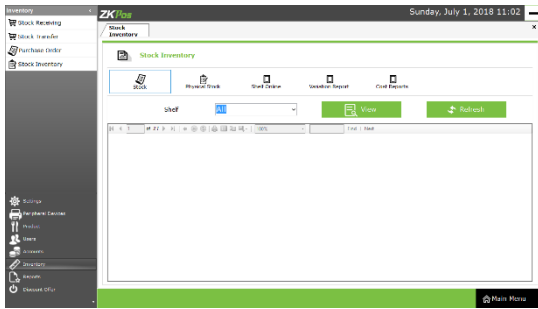 Inventory
Stock Receiving
Stock Transfer
Purchase Order
Stock Inventory
Settings
Peripheral Devices
Product
Users
Accounts
Inventory
Reports
Discount Offer
ZKPos
Sunday, July 1, 2018 11:02
Stock
Inventory
x
Stock Inventory
Stock
Physical Stock
Shelf Online
Variation Report
Cost Reports
Shelf
All
View
Refresh
1
Find | Next
Main Menu